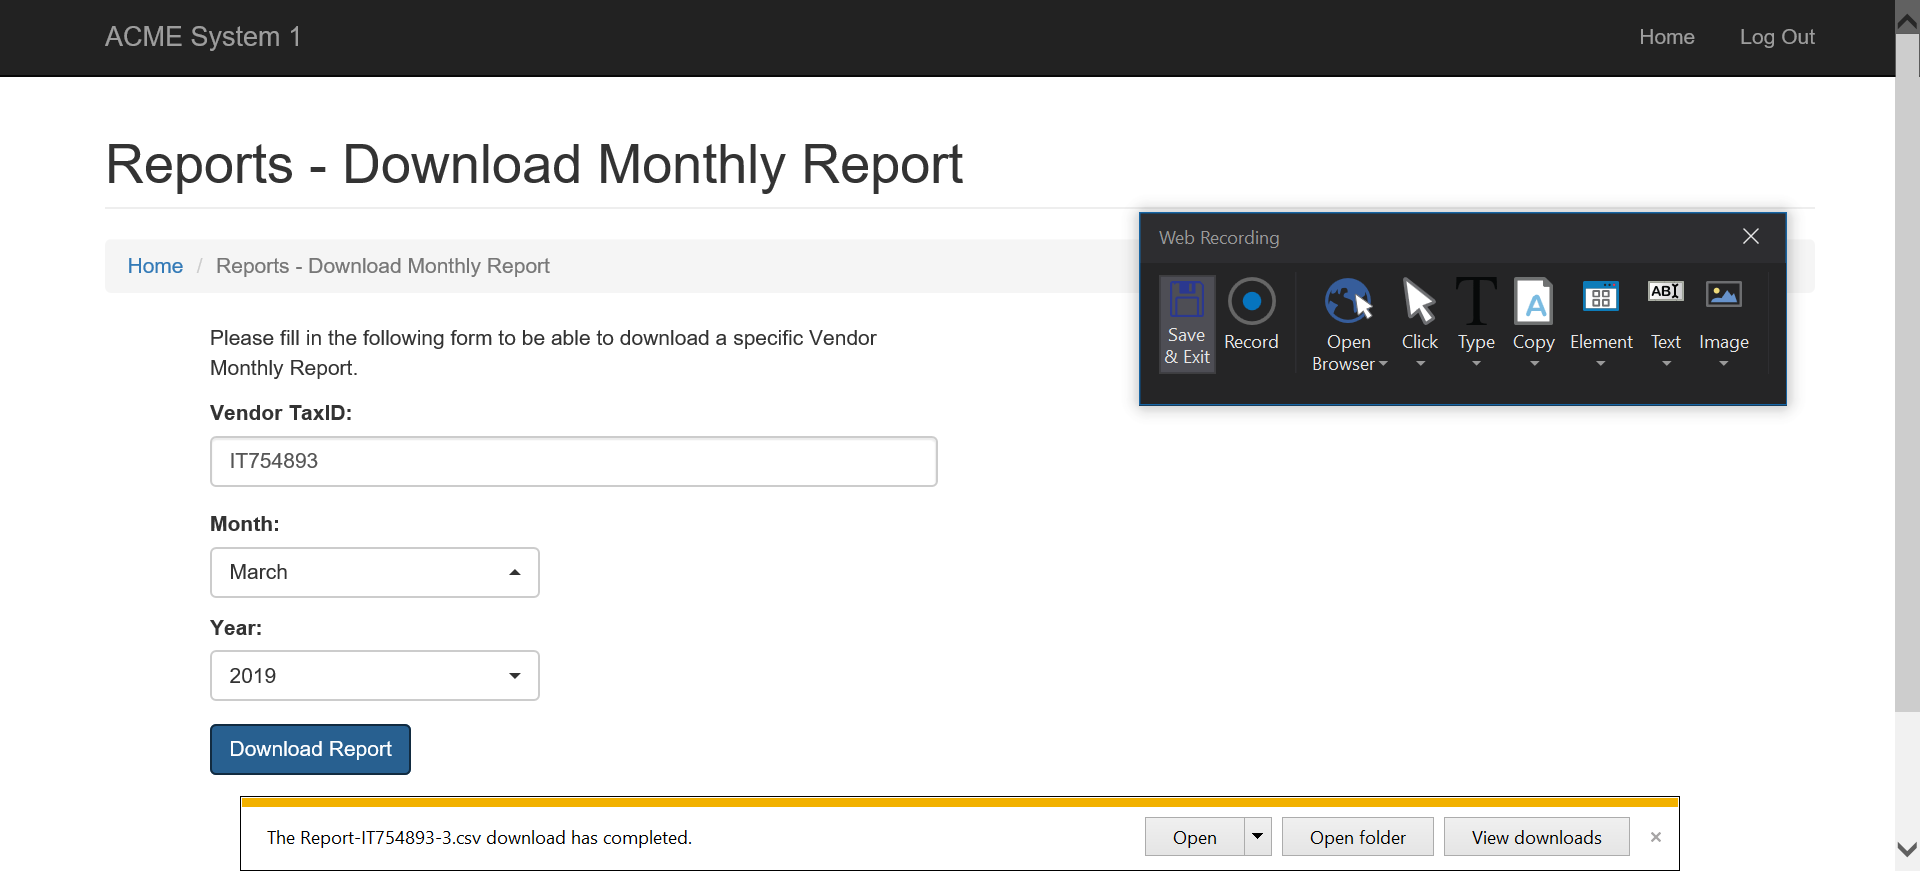 ACME System 1
Home
Log Out
Reports - Download Monthly Report
Home / Reports - Download Monthly Report
Web Recording
Save & Exit
Record
Open Browser
Click
Type
Copy
Element
Text
Image
A
ABI
Please fill in the following form to be able to download a specific Vendor
Monthly Report.
Vendor TaxID:
IT754893
Month:
March
Year:
2019
Download Report
The Report-IT754893-3.csv download has completed.
Open
Open folder
View downloads